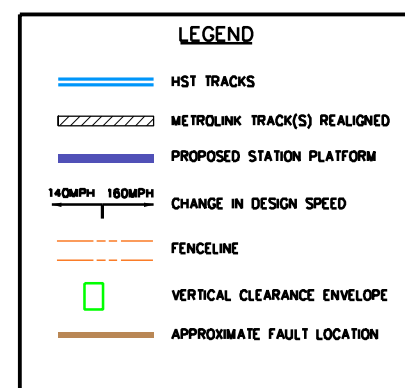 LEGEND
HST TRACKS
METROLINK TRACK(S) REALIGNED
PROPOSED STATION PLATFORM
140MPH 160MPH CHANGE IN DESIGN SPEED
FENCELINE
VERTICAL CLEARANCE ENVELOPE
APPROXIMATE FAULT LOCATION